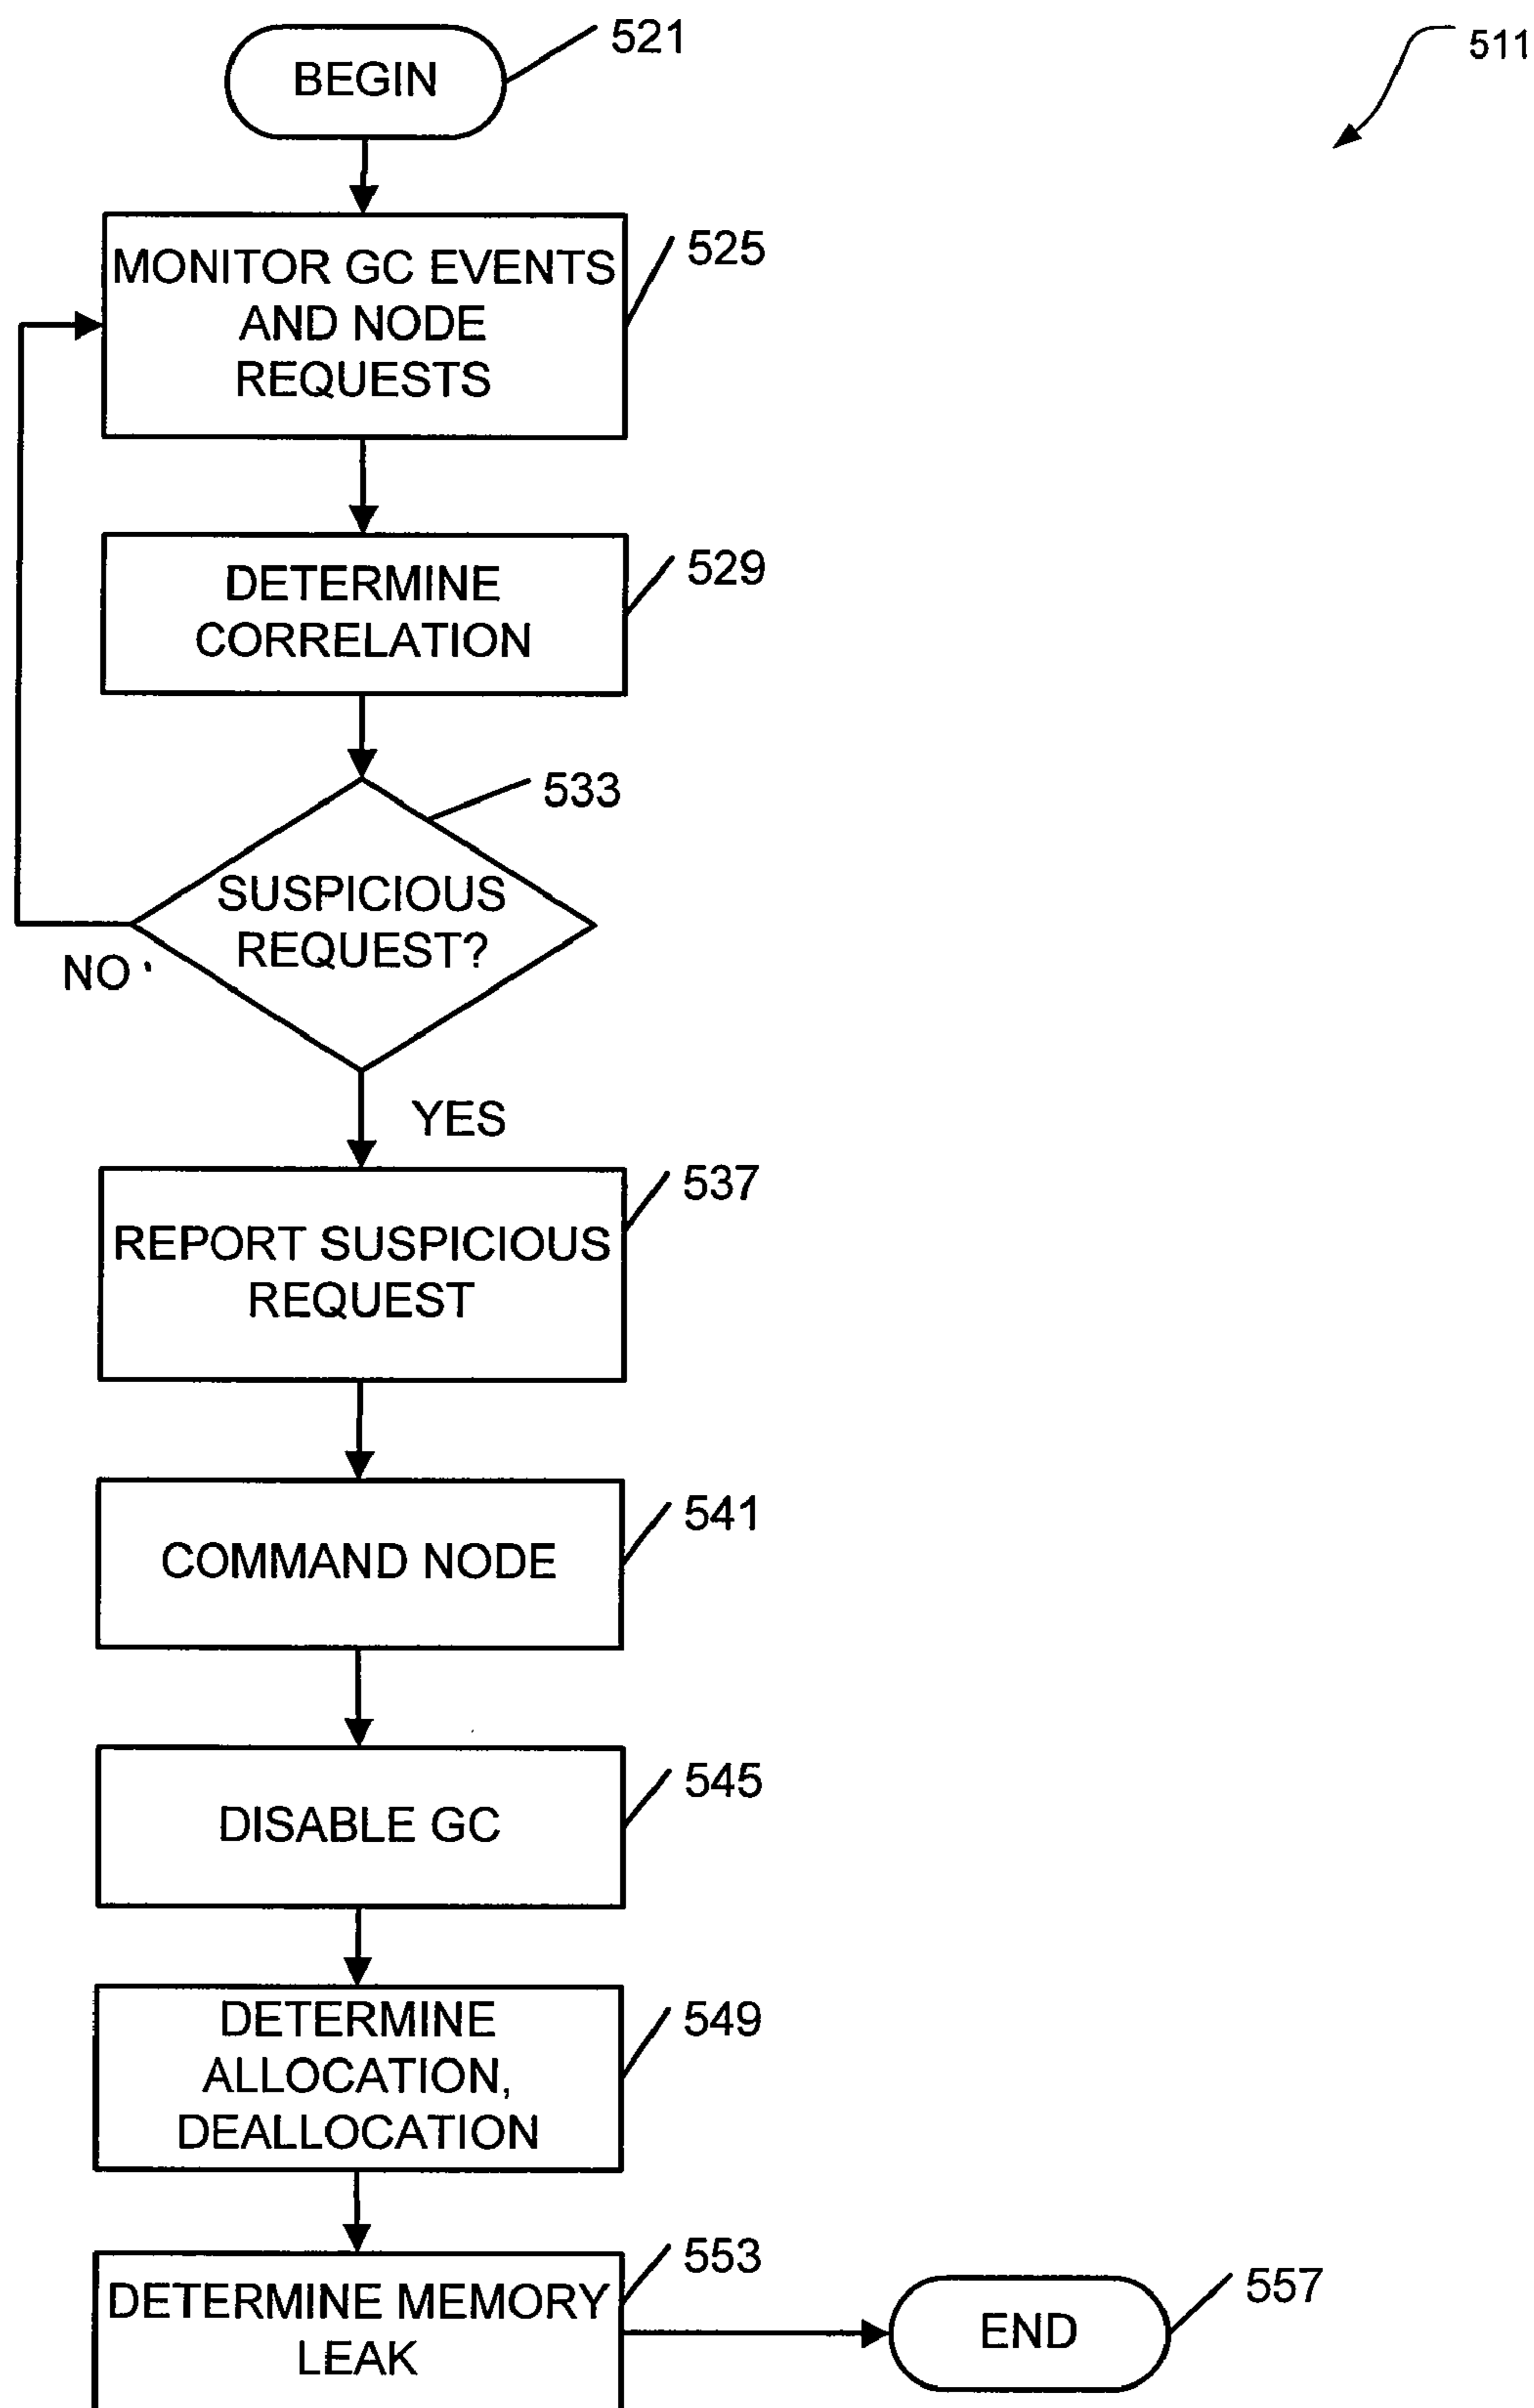 521
511
BEGIN
MONITOR GC EVENTS
AND NODE
REQUESTS
525
DETERMINE
CORRELATION
529
533
SUSPICIOUS
REQUEST?
NO
YES
537
REPORT SUSPICIOUS
REQUEST
541
COMMAND NODE
545
DISABLE GC
DETERMINE
ALLOCATION,
DEALLOCATION
549
553
DETERMINE MEMORY
LEAK
557
END